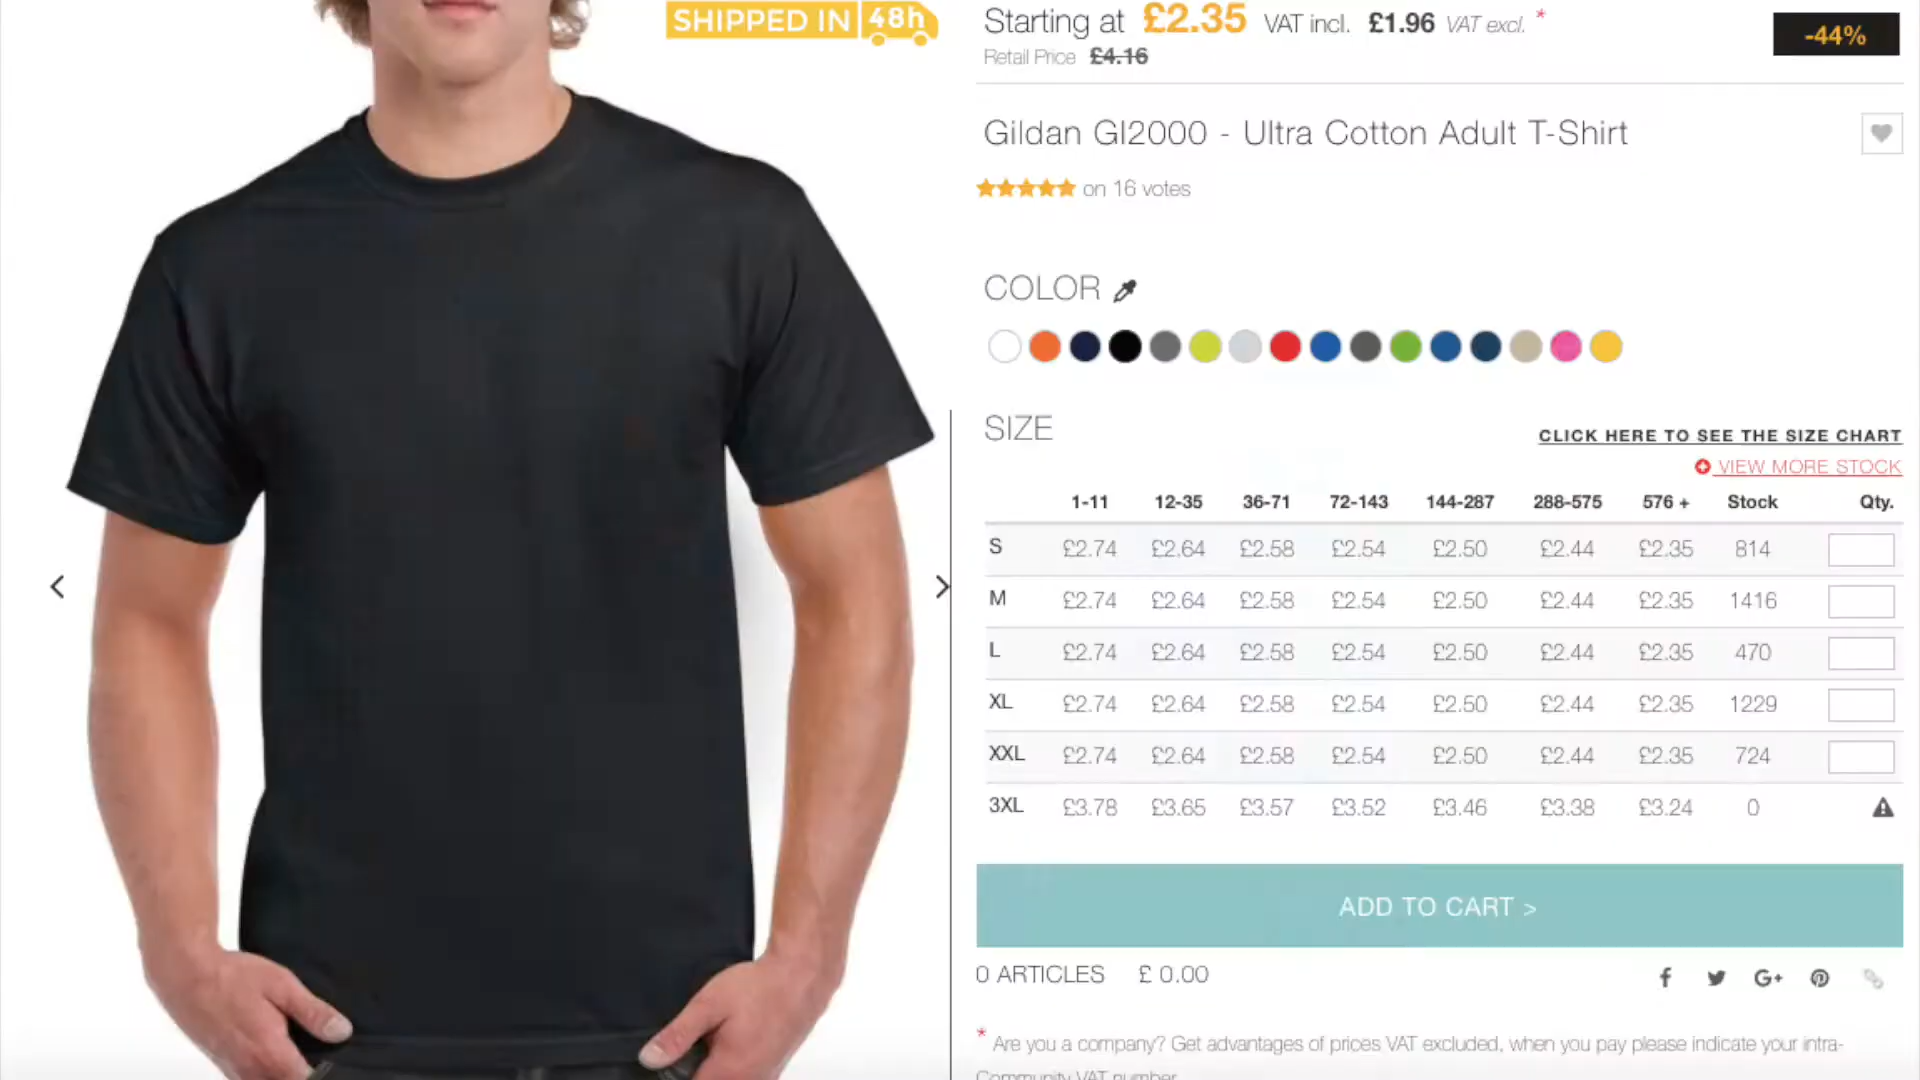 SHIPPED IN 48h
Starting at £2.35 VAT incl. £1.96 VAT excl. *
-44%
Retail Price £4.16
Gildan GI2000 - Ultra Cotton Adult T-Shirt
on 16 votes
COLOR
SIZE
CLICK HERE TO SEE THE SIZE CHART
VIEW MORE STOCK
1-11 12-35 36-71 72-143 144-287 288-575 576 + Stock Qty.
S £2.74 £2.64 £2.58 £2.54 £2.50 £2.44 £2.35 814
M £2.74 £2.64 £2.58 £2.54 £2.50 £2.44 £2.35 1416
L £2.74 £2.64 £2.58 £2.54 £2.50 £2.44 £2.35 470
XL £2.74 £2.64 £2.58 £2.54 £2.50 £2.44 £2.35 1229
XXL £2.74 £2.64 £2.58 £2.54 £2.50 £2.44 £2.35 724
3XL £3.78 £3.65 £3.57 £3.52 £3.46 £3.38 £3.24 0
ADD TO CART >
0 ARTICLES £ 0.00
* Are you a company? Get advantages of prices VAT excluded, when you pay please indicate your intra-
Community VAT number